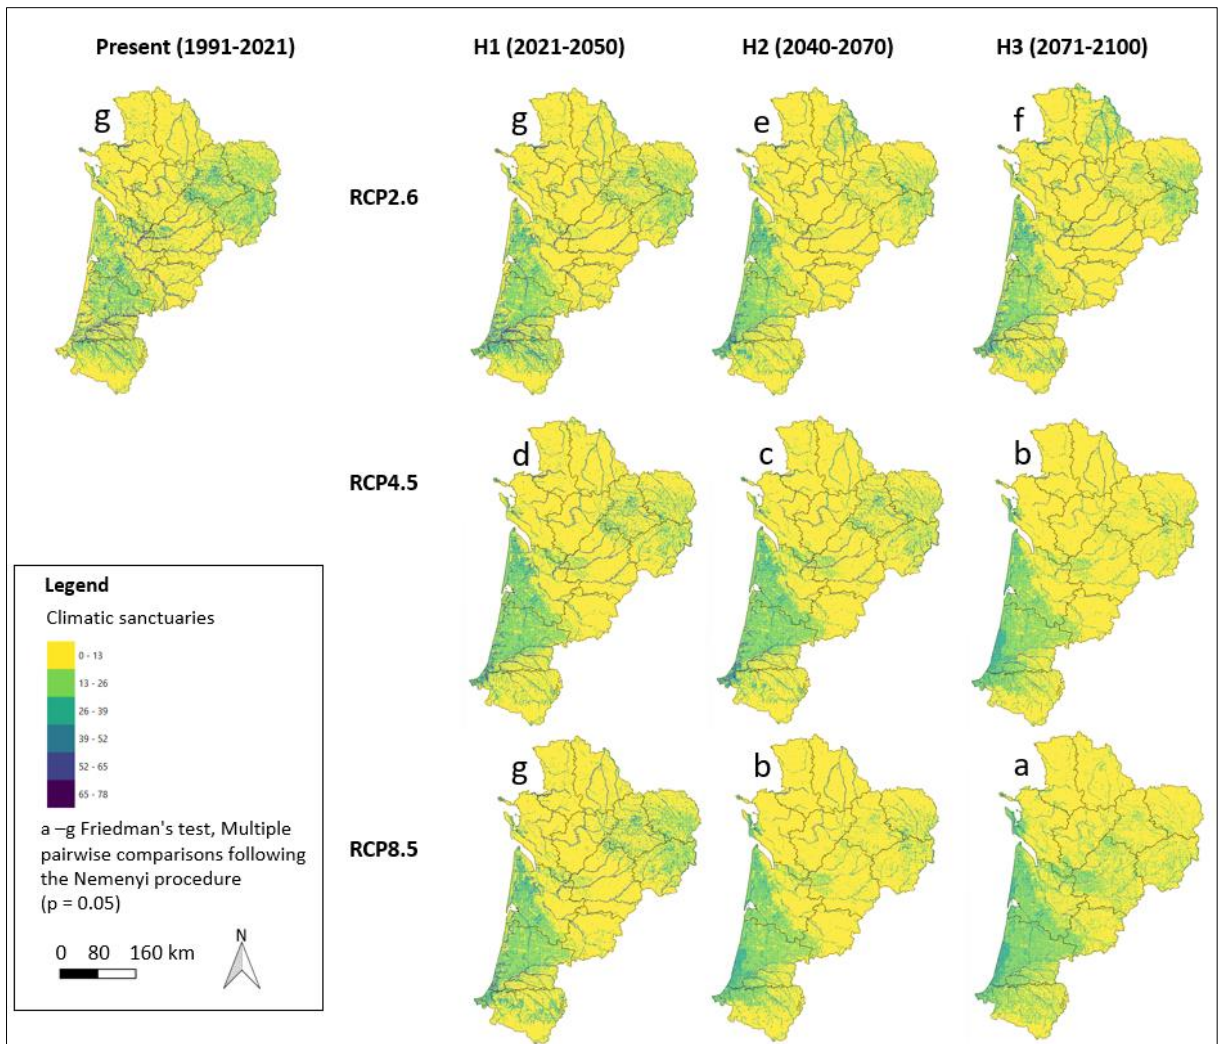 Present (1991-2021)
H1 (2021-2050)
H2 (2040-2070)
H3 (2071-2100)
g
g
e
f
RCP2.6
d
c
b
RCP4.5
g
b
a
RCP8.5
Legend
Climatic sanctuaries
0 - 13
13 - 26
26 - 39
39 - 52
52 - 65
65 - 78
a –g Friedman's test, Multiple
pairwise comparisons following
the Nemenyi procedure
(p = 0.05)
0 80 160 km
N